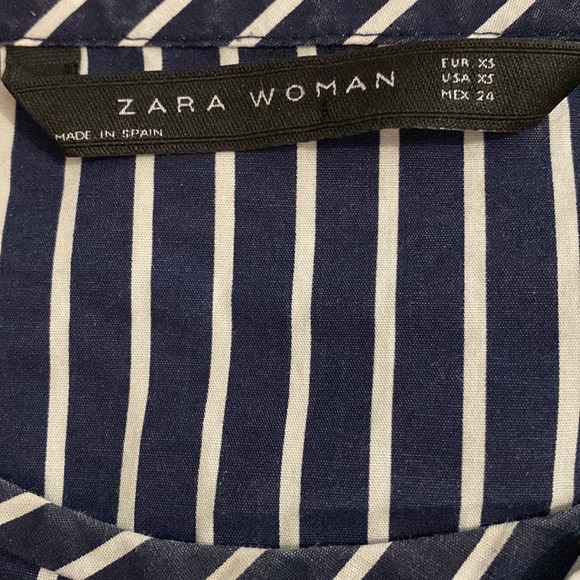 ZARA WOMAN
EUR XS
USA XS
MEX 24
MADE IN SPAIN